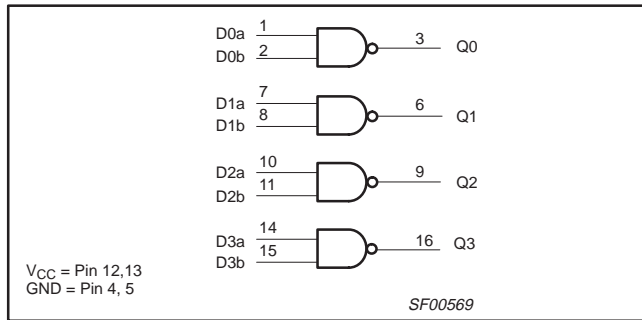 D0a 1
D0b 2
3 Q0
D1a 7
D1b 8
6 Q1
D2a 10
D2b 11
9 Q2
D3a 14
D3b 15
16 Q3
VCC = Pin 12,13
GND = Pin 4, 5
SF00569